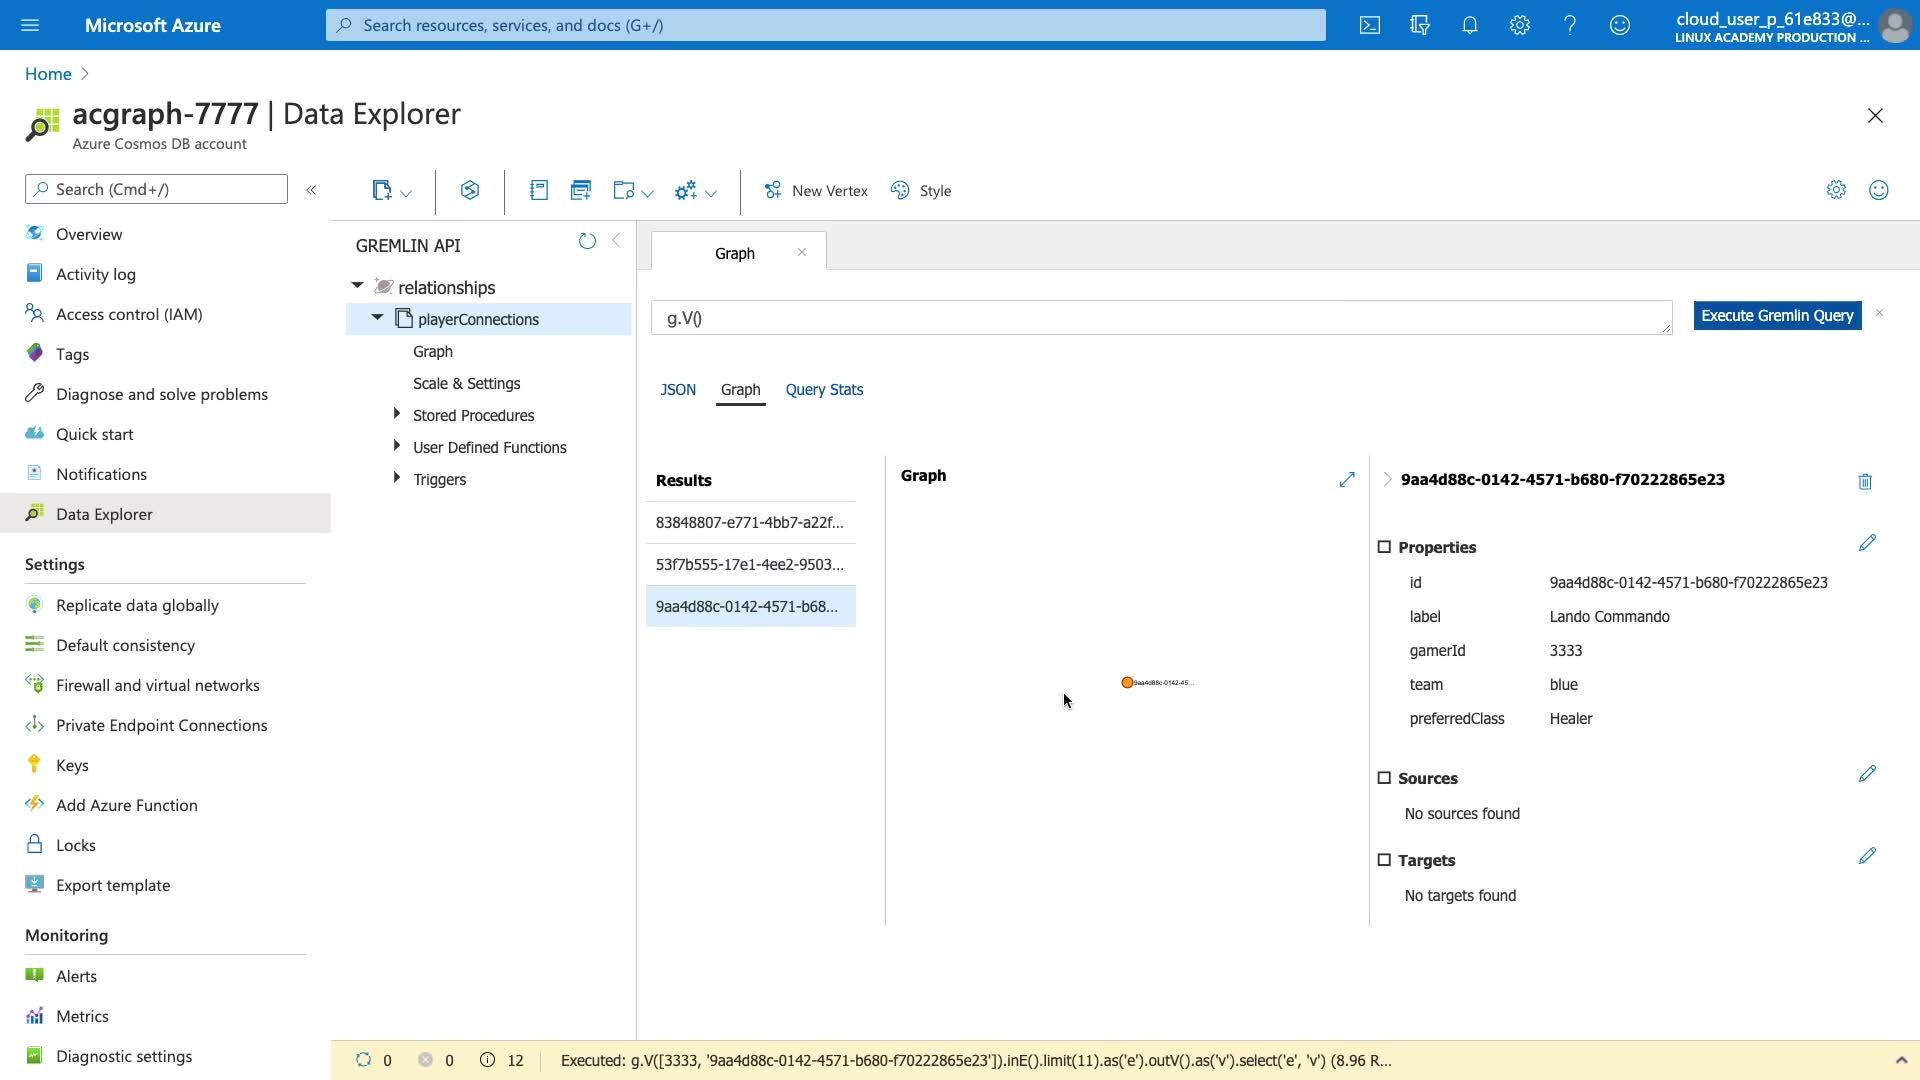 Microsoft Azure
Search resources, services, and docs (G+/)
cloud_user_p_61e833@...
LINUX ACADEMY PRODUCTION ...
Home
acgraph-7777 | Data Explorer
Azure Cosmos DB account
Search (Cmd+/)
Overview
Activity log
Access control (IAM)
Tags
Diagnose and solve problems
Quick start
Notifications
Data Explorer
Settings
Replicate data globally
Default consistency
Firewall and virtual networks
Private Endpoint Connections
Keys
Add Azure Function
Locks
Export template
Monitoring
Alerts
Metrics
Diagnostic settings
New Vertex
Style
GREMLIN API
relationships
playerConnections
Graph
Scale & Settings
Stored Procedures
User Defined Functions
Triggers
Graph
g.V()
Execute Gremlin Query
JSON
Graph
Query Stats
Results
83848807-e771-4bb7-a22f...
53f7b555-17e1-4ee2-9503...
9aa4d88c-0142-4571-b68...
Graph
9aa4d88c-0142-45...
9aa4d88c-0142-4571-b680-f70222865e23
Properties
id 9aa4d88c-0142-4571-b680-f70222865e23
label Lando Commando
gamerId 3333
team blue
preferredClass Healer
Sources
No sources found
Targets
No targets found
0 0 12 Executed: g.V([3333, '9aa4d88c-0142-4571-b680-f70222865e23']).inE().limit(11).as('e').outV().as('v').select('e', 'v') (8.96 R...